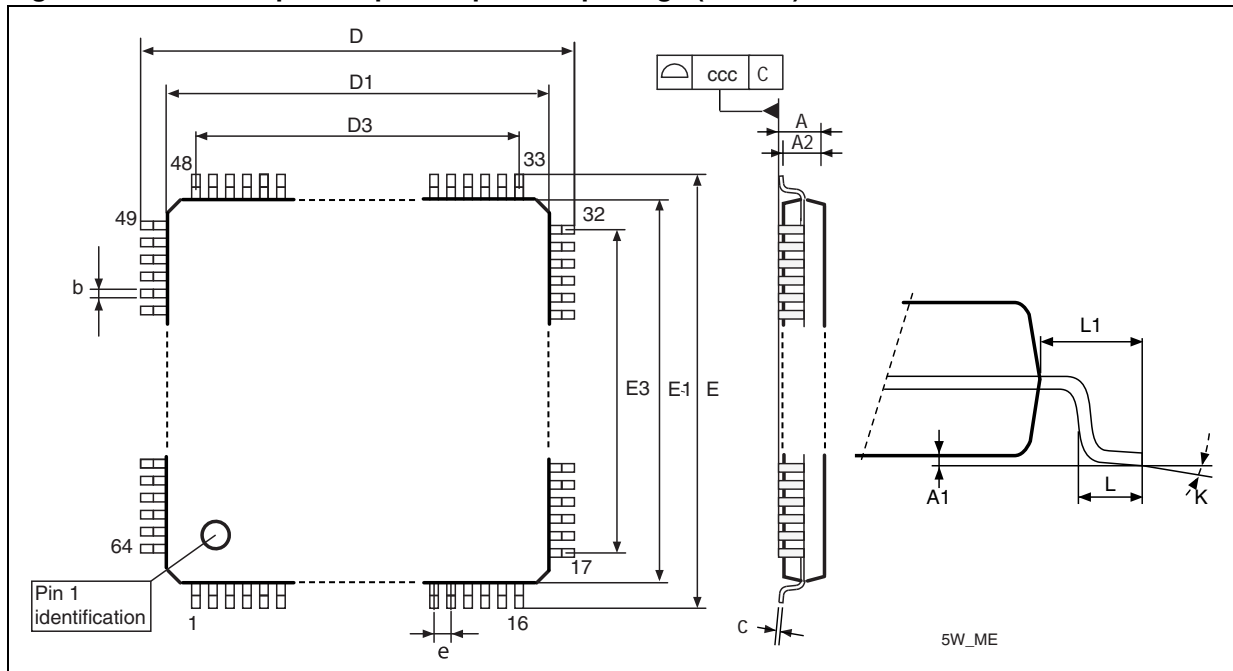 D
D1
D3
ccc C
A
A2
48
33
49
32
b
L1
E3
E1
E
A1
L
K
64
17
Pin 1
identification
1
16
e
C
5W_ME